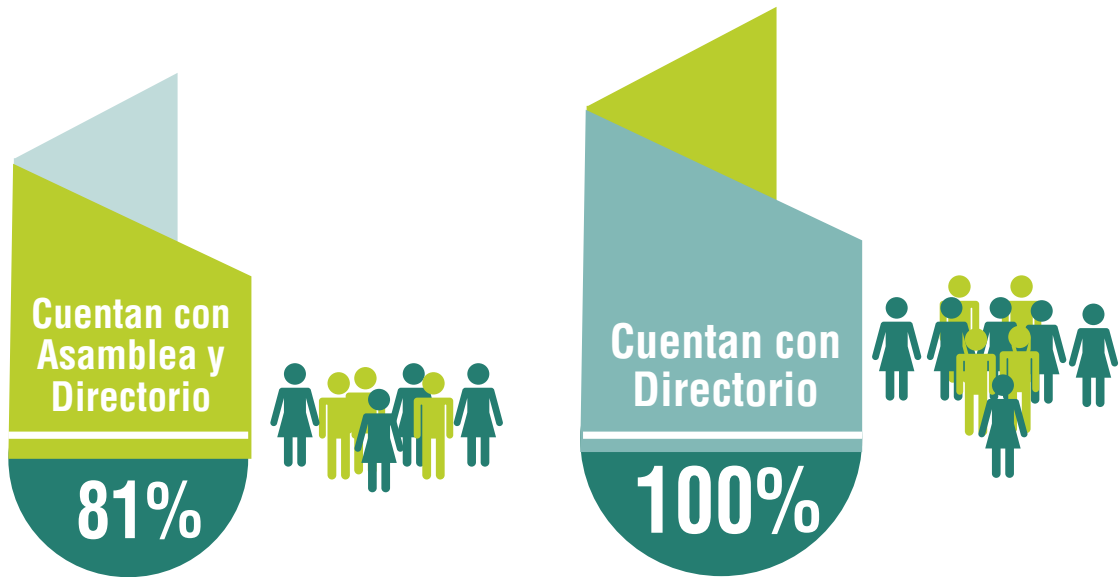 Cuentan con
Asamblea y
Directorio
81%
Cuentan con
Directorio
100%